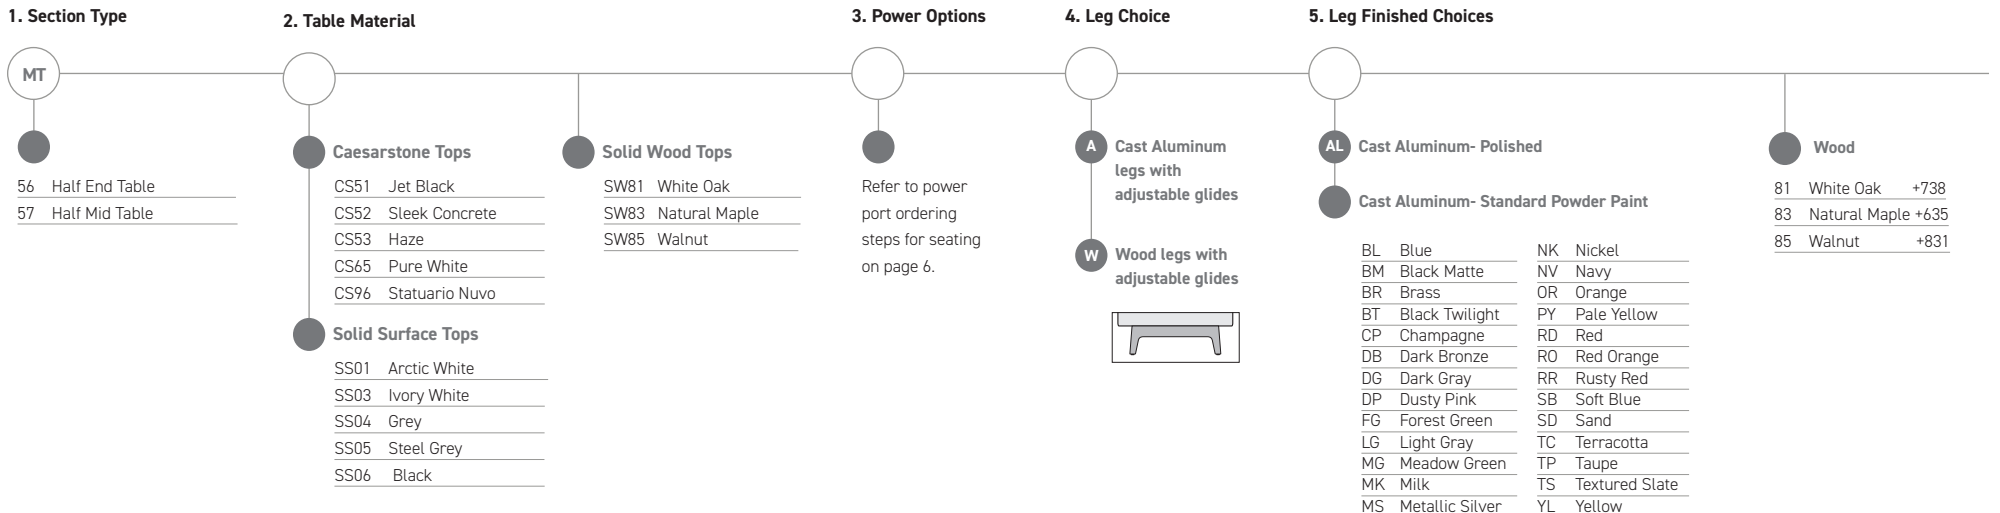 1. Section Type
MT
56 Half End Table
57 Half Mid Table
2. Table Material
Caesarstone Tops
CS51 Jet Black
CS52 Sleek Concrete
CS53 Haze
CS65 Pure White
CS96 Statuario Nuvo
Solid Surface Tops
SS01 Arctic White
SS03 Ivory White
SS04 Grey
SS05 Steel Grey
SS06 Black
Solid Wood Tops
SW81 White Oak
SW83 Natural Maple
SW85 Walnut
3. Power Options
Refer to power
port ordering
steps for seating
on page 6.
4. Leg Choice
A Cast Aluminum
legs with
adjustable glides
W Wood legs with
adjustable glides
5. Leg Finished Choices
AL Cast Aluminum- Polished
Cast Aluminum- Standard Powder Paint
BL Blue
BM Black Matte
BR Brass
BT Black Twilight
CP Champagne
DB Dark Bronze
DG Dark Gray
DP Dusty Pink
FG Forest Green
LG Light Gray
MG Meadow Green
MK Milk
MS Metallic Silver
NK Nickel
NV Navy
OR Orange
PY Pale Yellow
RD Red
RO Red Orange
RR Rusty Red
SB Soft Blue
SD Sand
TC Terracotta
TP Taupe
TS Textured Slate
YL Yellow
Wood
81 White Oak +738
83 Natural Maple +635
85 Walnut +831